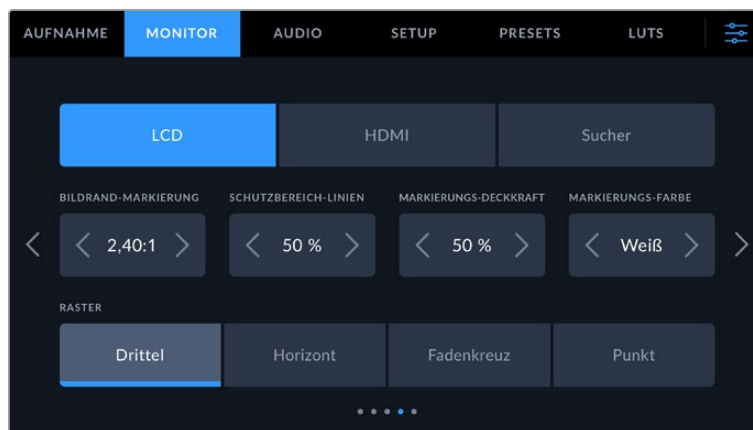 AUFNAHME MONITOR AUDIO SETUP PRESETS LUTS
LCD HDMI Sucher
BILDRAND-MARKIERUNG SCHUTZBEREICH-LINIEN MARKIERUNGS-DECKKRAFT MARKIERUNGS-FARBE
2,40:1 50 % 50 % Weiß
RASTER
Drittel Horizont Fadenkreuz Punkt